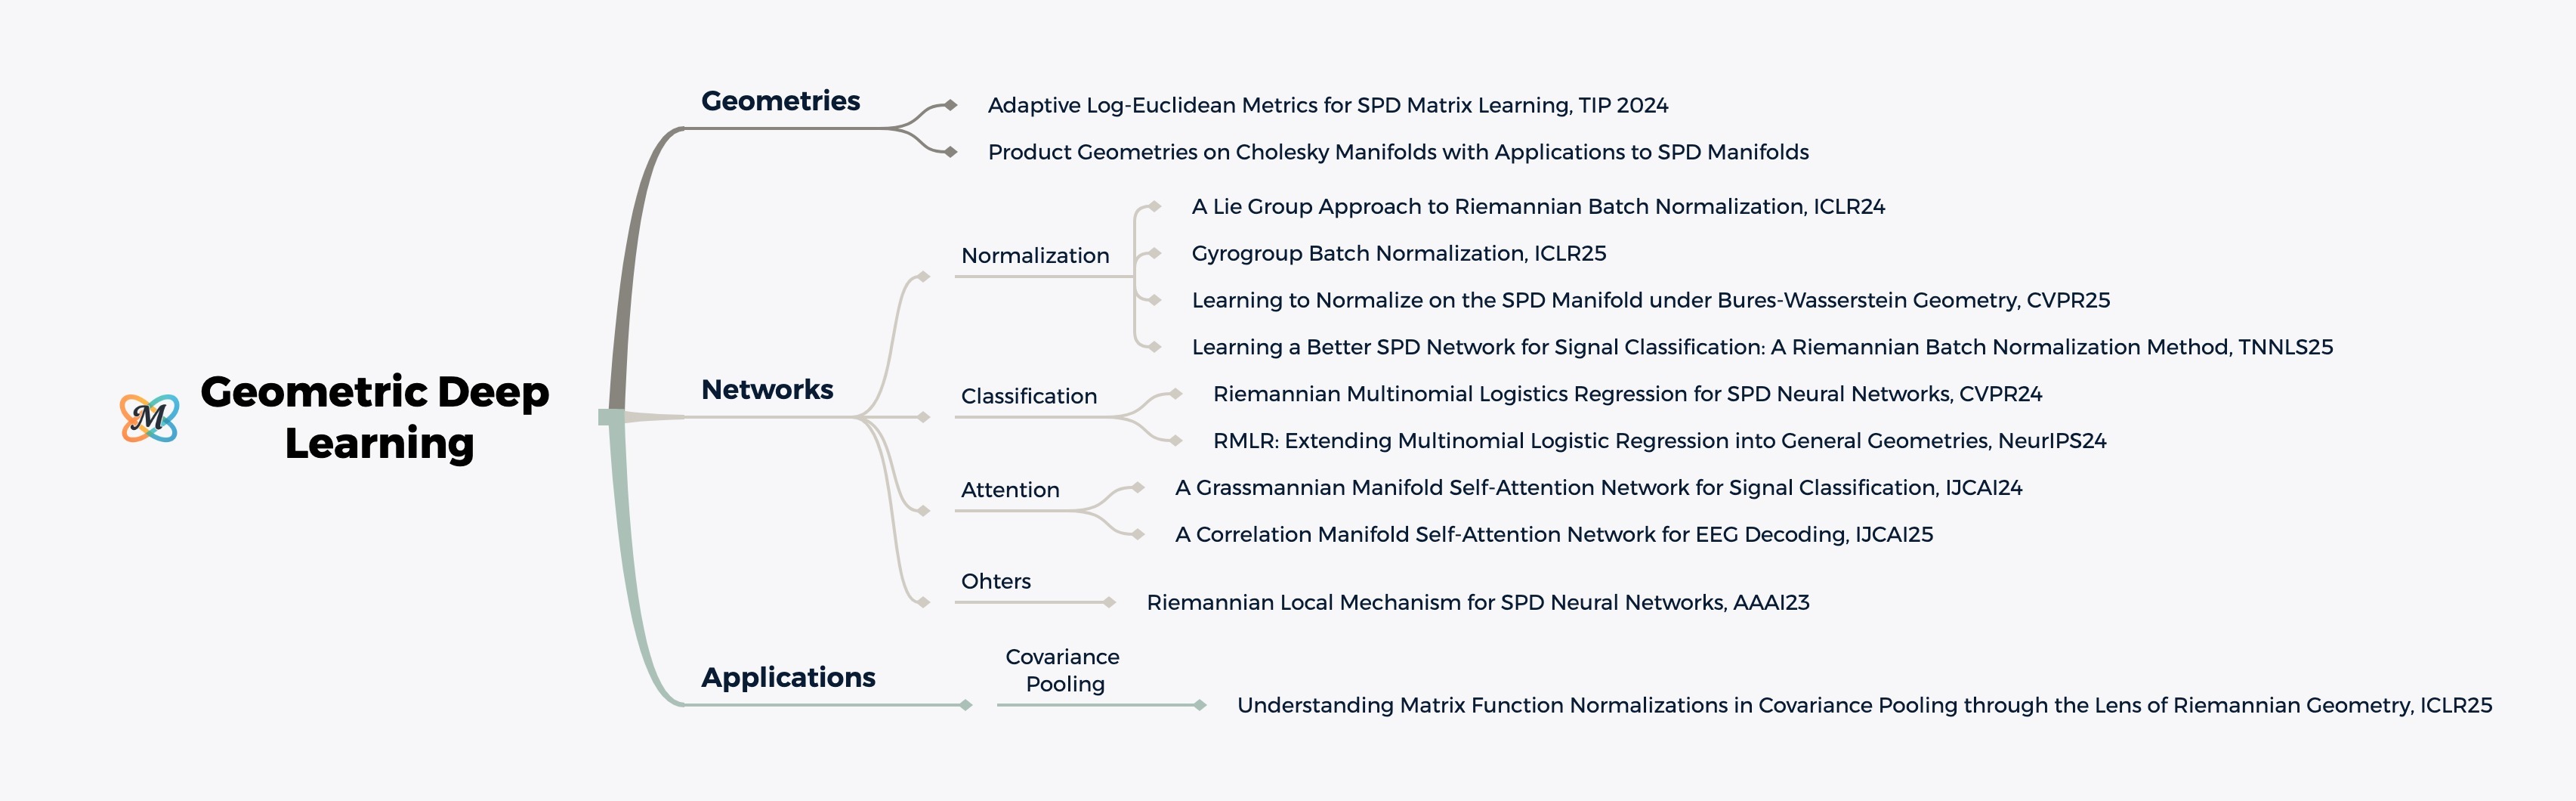 Geometries
Adaptive Log-Euclidean Metrics for SPD Matrix Learning, TIP 2024
Product Geometries on Cholesky Manifolds with Applications to SPD Manifolds
A Lie Group Approach to Riemannian Batch Normalization, ICLR24
Normalization
Gyrogroup Batch Normalization, ICLR25
Learning to Normalize on the SPD Manifold under Bures-Wasserstein Geometry, CVPR25
Learning a Better SPD Network for Signal Classification: A Riemannian Batch Normalization Method, TNNLS25
M
Geometric Deep
Learning
Networks
Classification
Riemannian Multinomial Logistics Regression for SPD Neural Networks, CVPR24
RMLR: Extending Multinomial Logistic Regression into General Geometries, NeurIPS24
Attention
A Grassmannian Manifold Self-Attention Network for Signal Classification, IJCAI24
A Correlation Manifold Self-Attention Network for EEG Decoding, IJCAI25
Ohters
Riemannian Local Mechanism for SPD Neural Networks, AAAI23
Applications
Covariance
Pooling
Understanding Matrix Function Normalizations in Covariance Pooling through the Lens of Riemannian Geometry, ICLR25